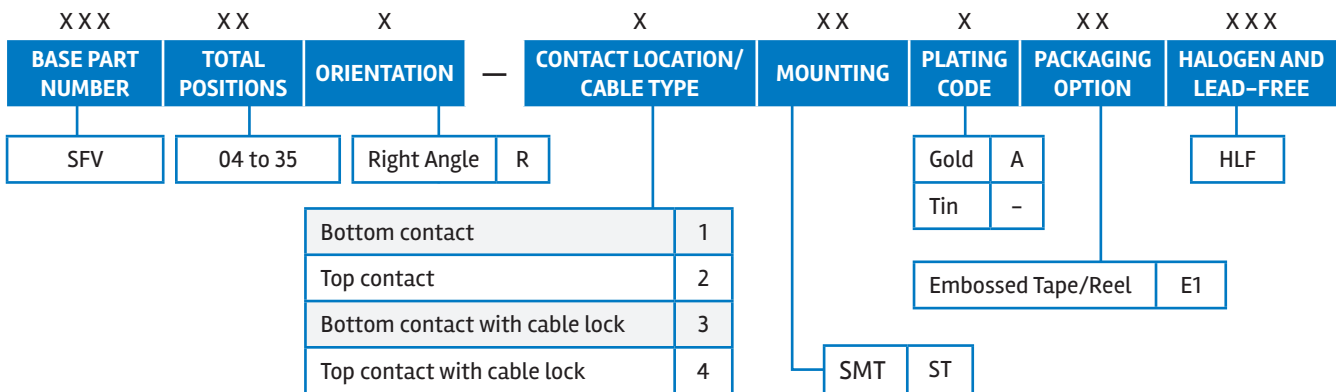 XXX XX X X XX X XX XXX
BASE PART NUMBER
TOTAL POSITIONS
ORIENTATION
—
CONTACT LOCATION/ CABLE TYPE
MOUNTING
PLATING CODE
PACKAGING OPTION
HALOGEN AND LEAD-FREE
SFV
04 to 35
Right Angle R
Gold A
Tin –
HLF
Bottom contact 1
Top contact 2
Bottom contact with cable lock 3
Top contact with cable lock 4
Embossed Tape/Reel E1
SMT ST